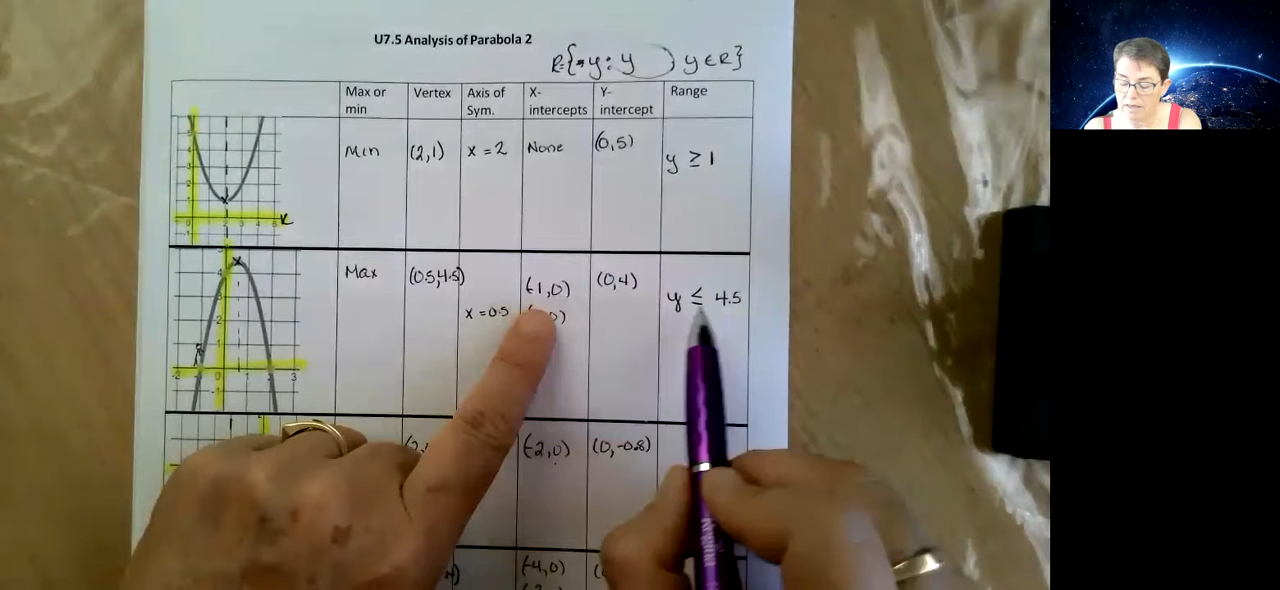 U7.5 Analysis of Parabola 2
R={y: y y∈R}
Max or min Vertex Axis of Sym. X-intercepts Y-intercept Range
Min (2,1) x = 2 None (0,5) y ≥ 1
Max (0.5,4.5) x = 0.5 (-1,0) (0,4) y ≤ 4.5
(-2,0) (0,-0.8)
(-4,0)